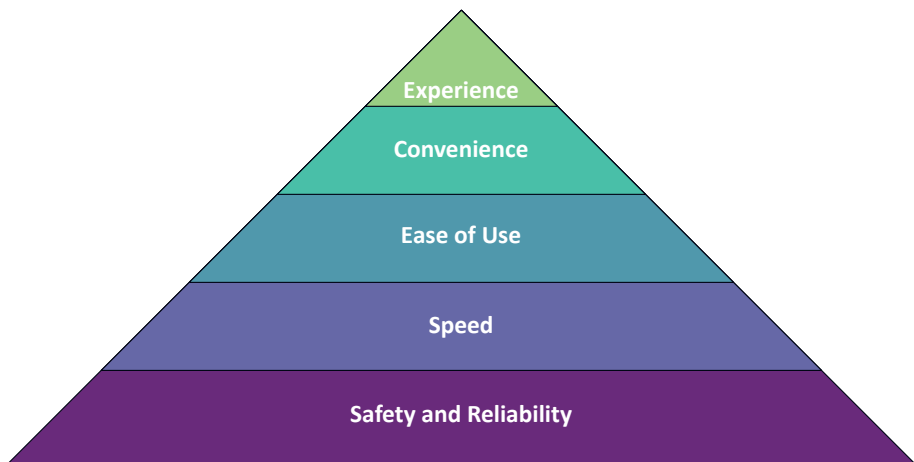 Experience
Convenience
Ease of Use
Speed
Safety and Reliability